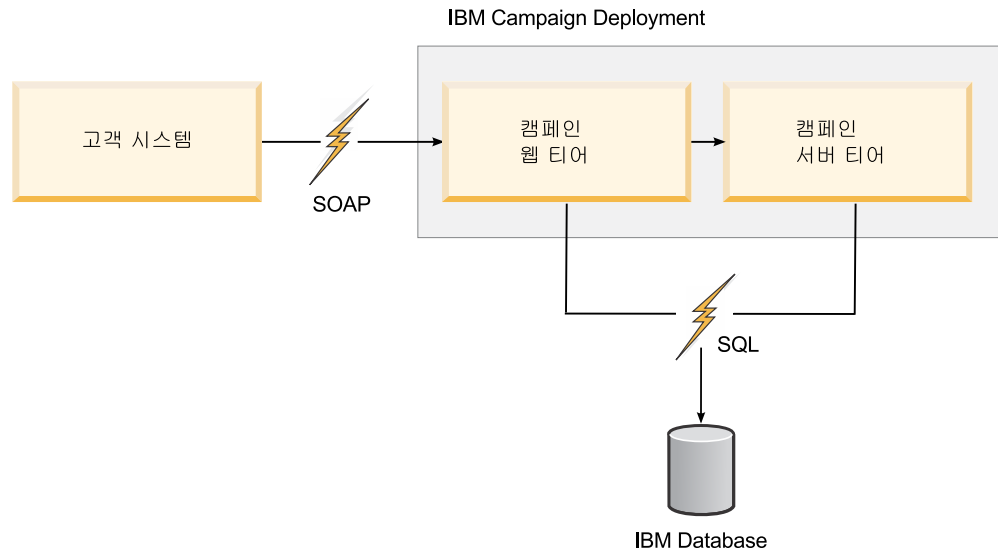 IBM Campaign Deployment
고객 시스템
SOAP
캠페인
웹 티어
캠페인
서버 티어
SQL
IBM Database